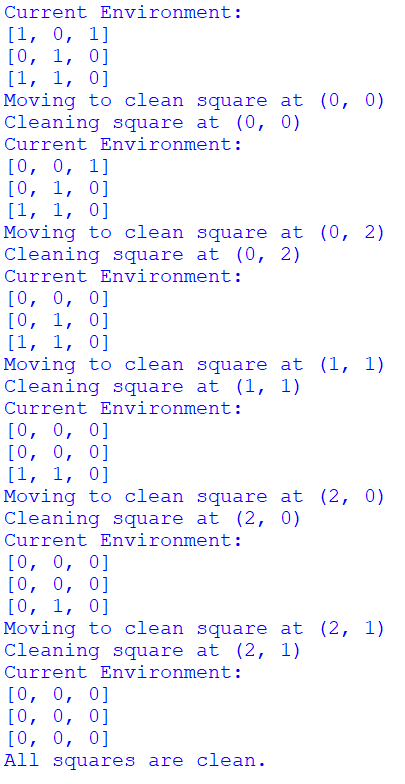 Current Environment:
[1, 0, 1]
[0, 1, 0]
[1, 1, 0]
Moving to clean square at (0, 0)
Cleaning square at (0, 0)
Current Environment:
[0, 0, 1]
[0, 1, 0]
[1, 1, 0]
Moving to clean square at (0, 2)
Cleaning square at (0, 2)
Current Environment:
[0, 0, 0]
[0, 1, 0]
[1, 1, 0]
Moving to clean square at (1, 1)
Cleaning square at (1, 1)
Current Environment:
[0, 0, 0]
[0, 0, 0]
[1, 1, 0]
Moving to clean square at (2, 0)
Cleaning square at (2, 0)
Current Environment:
[0, 0, 0]
[0, 0, 0]
[0, 1, 0]
Moving to clean square at (2, 1)
Cleaning square at (2, 1)
Current Environment:
[0, 0, 0]
[0, 0, 0]
[0, 0, 0]
All squares are clean.